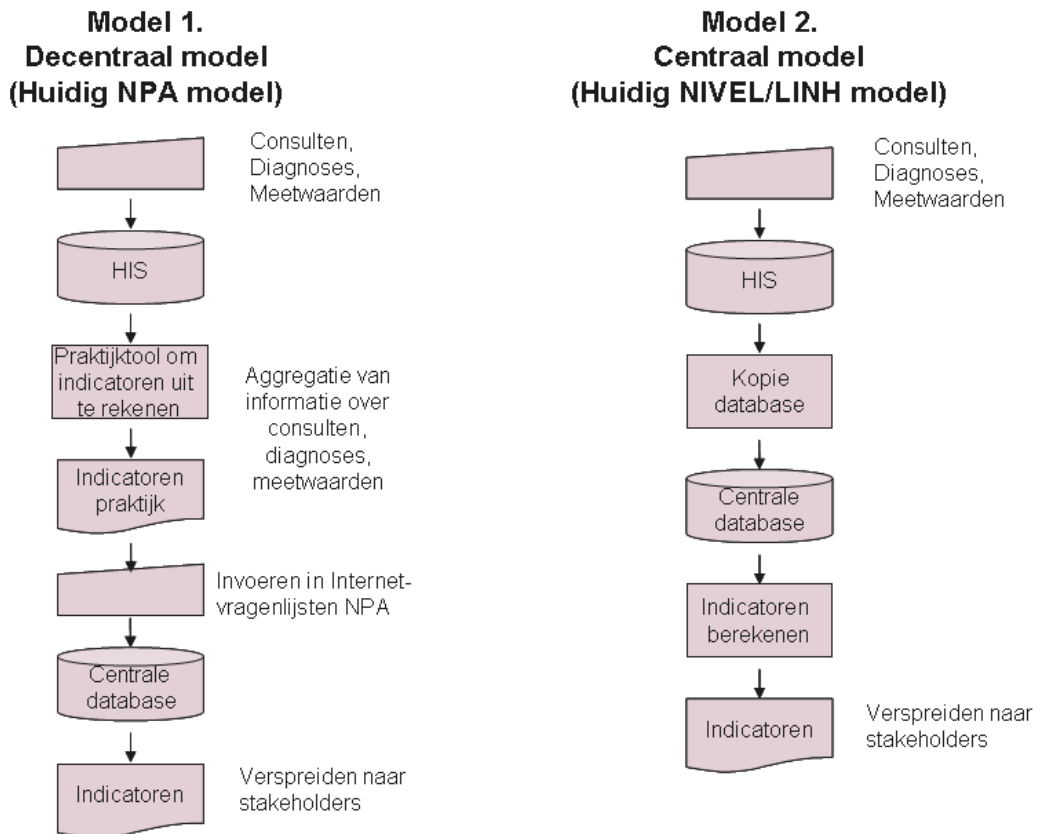 Model 1.
Decentraal model
(Huidig NPA model)
Consulten,
Diagnoses,
Meetwaarden
HIS
Praktijktool om
indicatoren uit
te rekenen
Aggregatie van
informatie over
consulten,
diagnoses,
meetwaarden
Indicatoren
praktijk
Invoeren in Internet-
vragenlijsten NPA
Centrale
database
Indicatoren
Verspreiden naar
stakeholders
Model 2.
Centraal model
(Huidig NIVEL/LINH model)
Consulten,
Diagnoses,
Meetwaarden
HIS
Kopie
database
Centrale
database
Indicatoren
berekenen
Indicatoren
Verspreiden naar
stakeholders